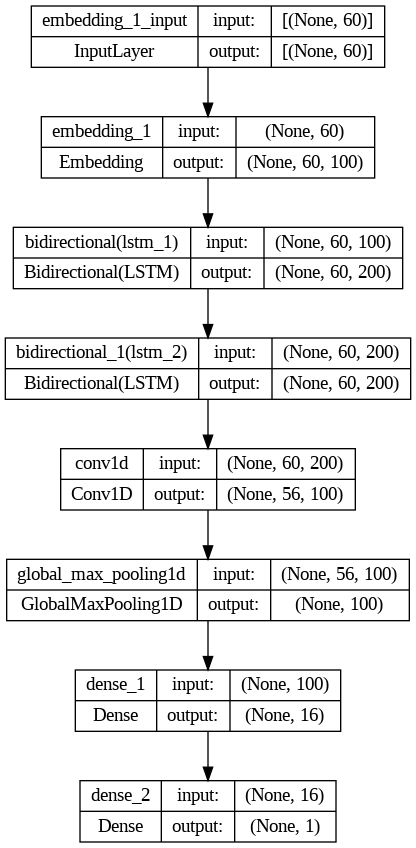 embedding_1_input input: [(None, 60)]
InputLayer output: [(None, 60)]
embedding_1 input: (None, 60)
Embedding output: (None, 60, 100)
bidirectional(lstm_1) input: (None, 60, 100)
Bidirectional(LSTM) output: (None, 60, 200)
bidirectional_1(lstm_2) input: (None, 60, 200)
Bidirectional(LSTM) output: (None, 60, 200)
conv1d input: (None, 60, 200)
Conv1D output: (None, 56, 100)
global_max_pooling1d input: (None, 56, 100)
GlobalMaxPooling1D output: (None, 100)
dense_1 input: (None, 100)
Dense output: (None, 16)
dense_2 input: (None, 16)
Dense output: (None, 1)